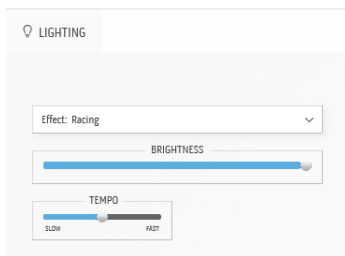 LIGHTING
Effect: Racing
BRIGHTNESS
TEMPO
SLOW FAST